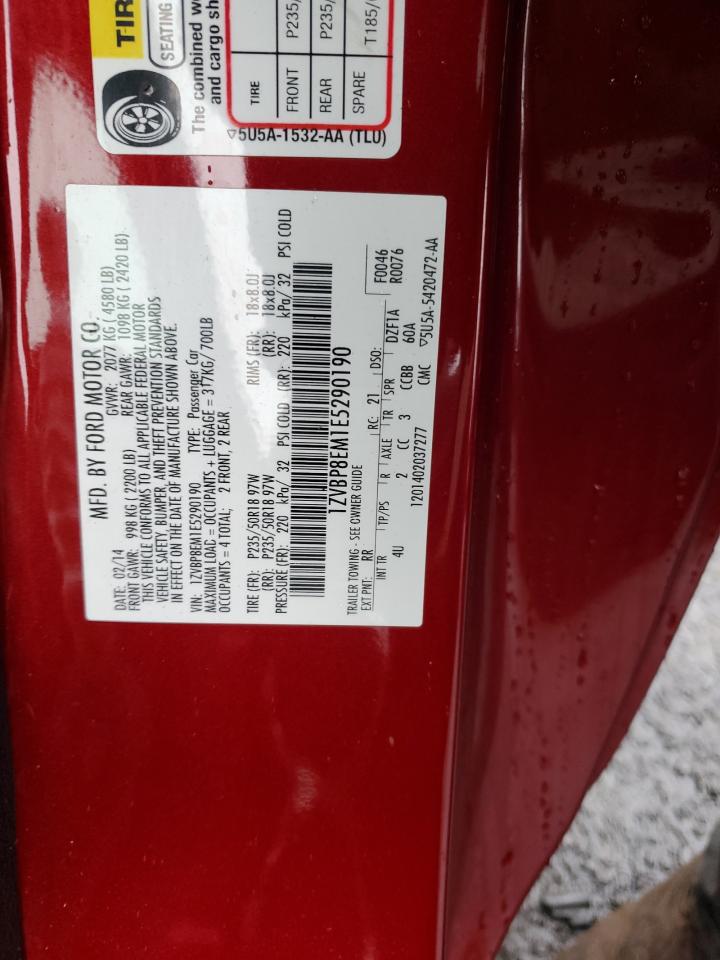 TIR
SEATING
The combined we
and cargo sh
TIRE
FRONT P235/
REAR P235/
SPARE T185/
▽5U5A-1532-AA (TLU)
MFD. BY FORD MOTOR CO.
DATE: 02/14 GVWR: 2077 KG ( 4580 LB)
FRONT GAWR: 998 KG ( 2200 LB) REAR GAWR: 1098 KG ( 2420 LB)
THIS VEHICLE CONFORMS TO ALL APPLICABLE FEDERAL MOTOR
VEHICLE SAFETY, BUMPER, AND THEFT PREVENTION STANDARDS
IN EFFECT ON THE DATE OF MANUFACTURE SHOWN ABOVE.
VIN: 1ZVBP8EM1E5290190 TYPE: Passenger Car
MAXIMUM LOAD = OCCUPANTS + LUGGAGE = 317KG/700LB
OCCUPANTS = 4 TOTAL; 2 FRONT, 2 REAR
TIRE (FR): P235/50R18 97W RIMS (FR): 18x8.0J
(RR): P235/50R18 97W (RR): 18x8.0J
PRESSURE (FR): 220 kPa/ 32 PSI COLD (RR): 220 kPa/ 32 PSI COLD
1ZVBP8EM1E5290190
TRAILER TOWING - SEE OWNER GUIDE
EXT PNT: RR RC: 21 DSO: F0046
R0076
INT TR TP/PS R AXLE TR SPR DZF1A
4U 2 CC 3 CCBB 60A
1201402037277 CMC ▽5U5A-5420472-AA